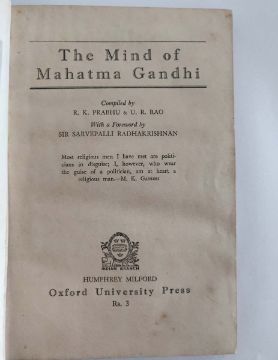 The Mind of
Mahatma Gandhi
Compiled by
R. K. PRABHU & U. R. RAO
With a Foreword by
SIR SARVEPALLI RADHAKRISHNAN
Most religious men I have met are politi-
cians in disguise; I, however, who wear
the guise of a politician, am at heart a
religious man.—M. K. GANDHI
INDIAN BRANCH
HUMPHREY MILFORD
Oxford University Press
Rs. 3